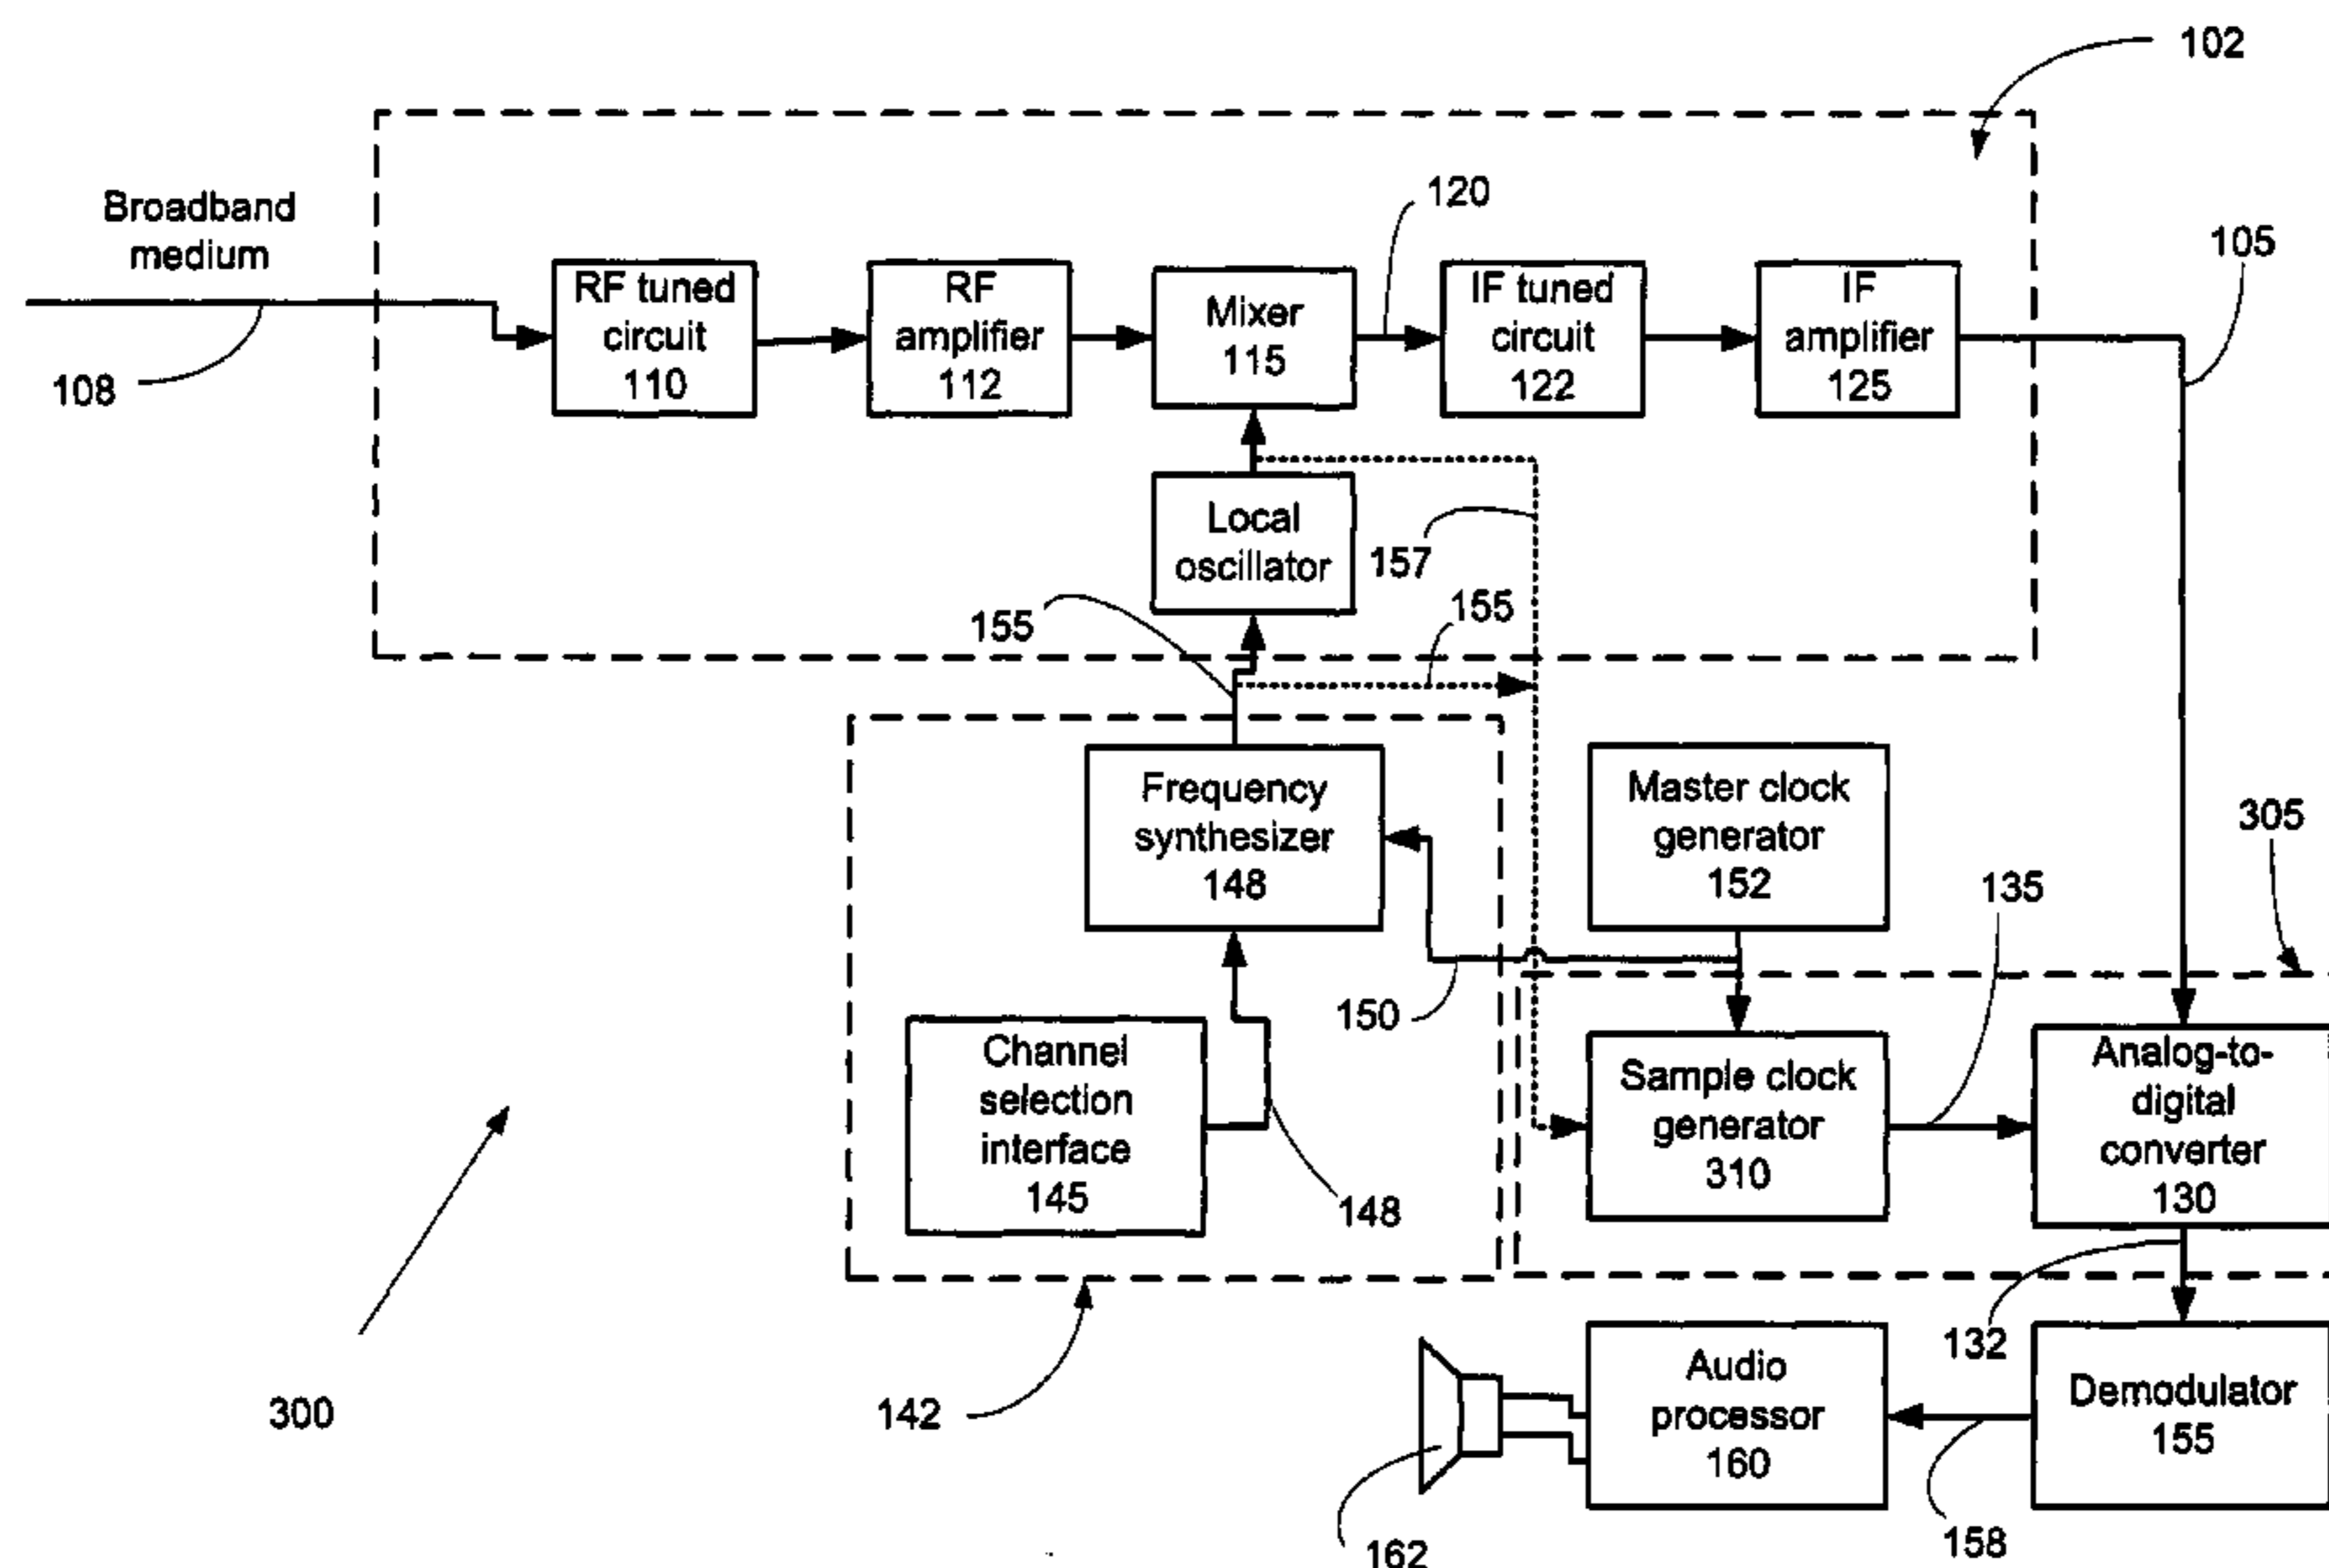 102
Broadband
medium
120
105
RF tuned
circuit
110
RF
amplifier
112
Mixer
115
IF tuned
circuit
122
IF
amplifier
125
108
Local
oscillator
157
155
155
Frequency
synthesizer
148
Master clock
generator
152
305
135
150
Channel
selection
interface
145
148
Sample clock
generator
310
Analog-to-
digital
converter
130
132
300
142
Audio
processor
160
Demodulator
155
162
158